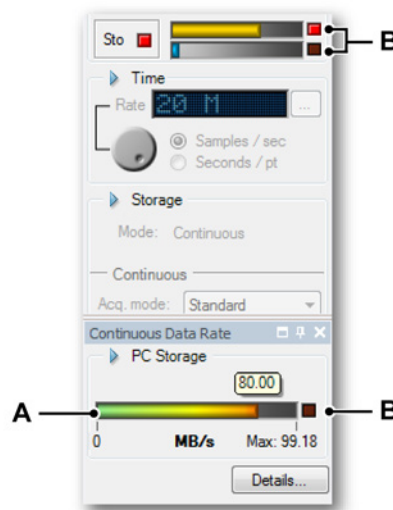 Sto
B
Time
Rate 20 M ...
Samples / sec
Seconds / pt
Storage
Mode: Continuous
Continuous
Acq. mode: Standard
Continuous Data Rate
PC Storage
80.00
A B
0 MB/s Max: 99.18
Details...